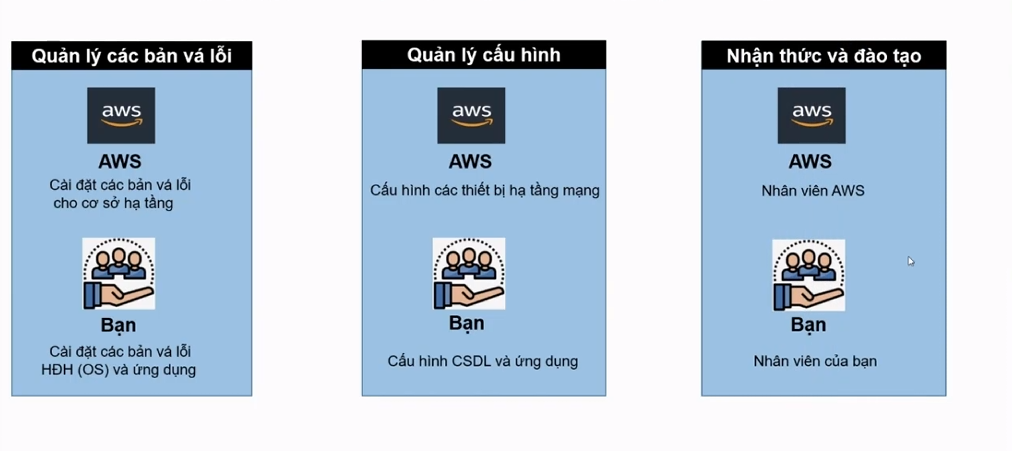 Quản lý các bản vá lỗi
aws
AWS
Cài đặt các bản vá lỗi
cho cơ sở hạ tầng
Bạn
Cài đặt các bản vá lỗi
HĐH (OS) và ứng dụng
Quản lý cấu hình
aws
AWS
Cấu hình các thiết bị hạ tầng mạng
Bạn
Cấu hình CSDL và ứng dụng
Nhận thức và đào tạo
aws
AWS
Nhân viên AWS
Bạn
Nhân viên của bạn